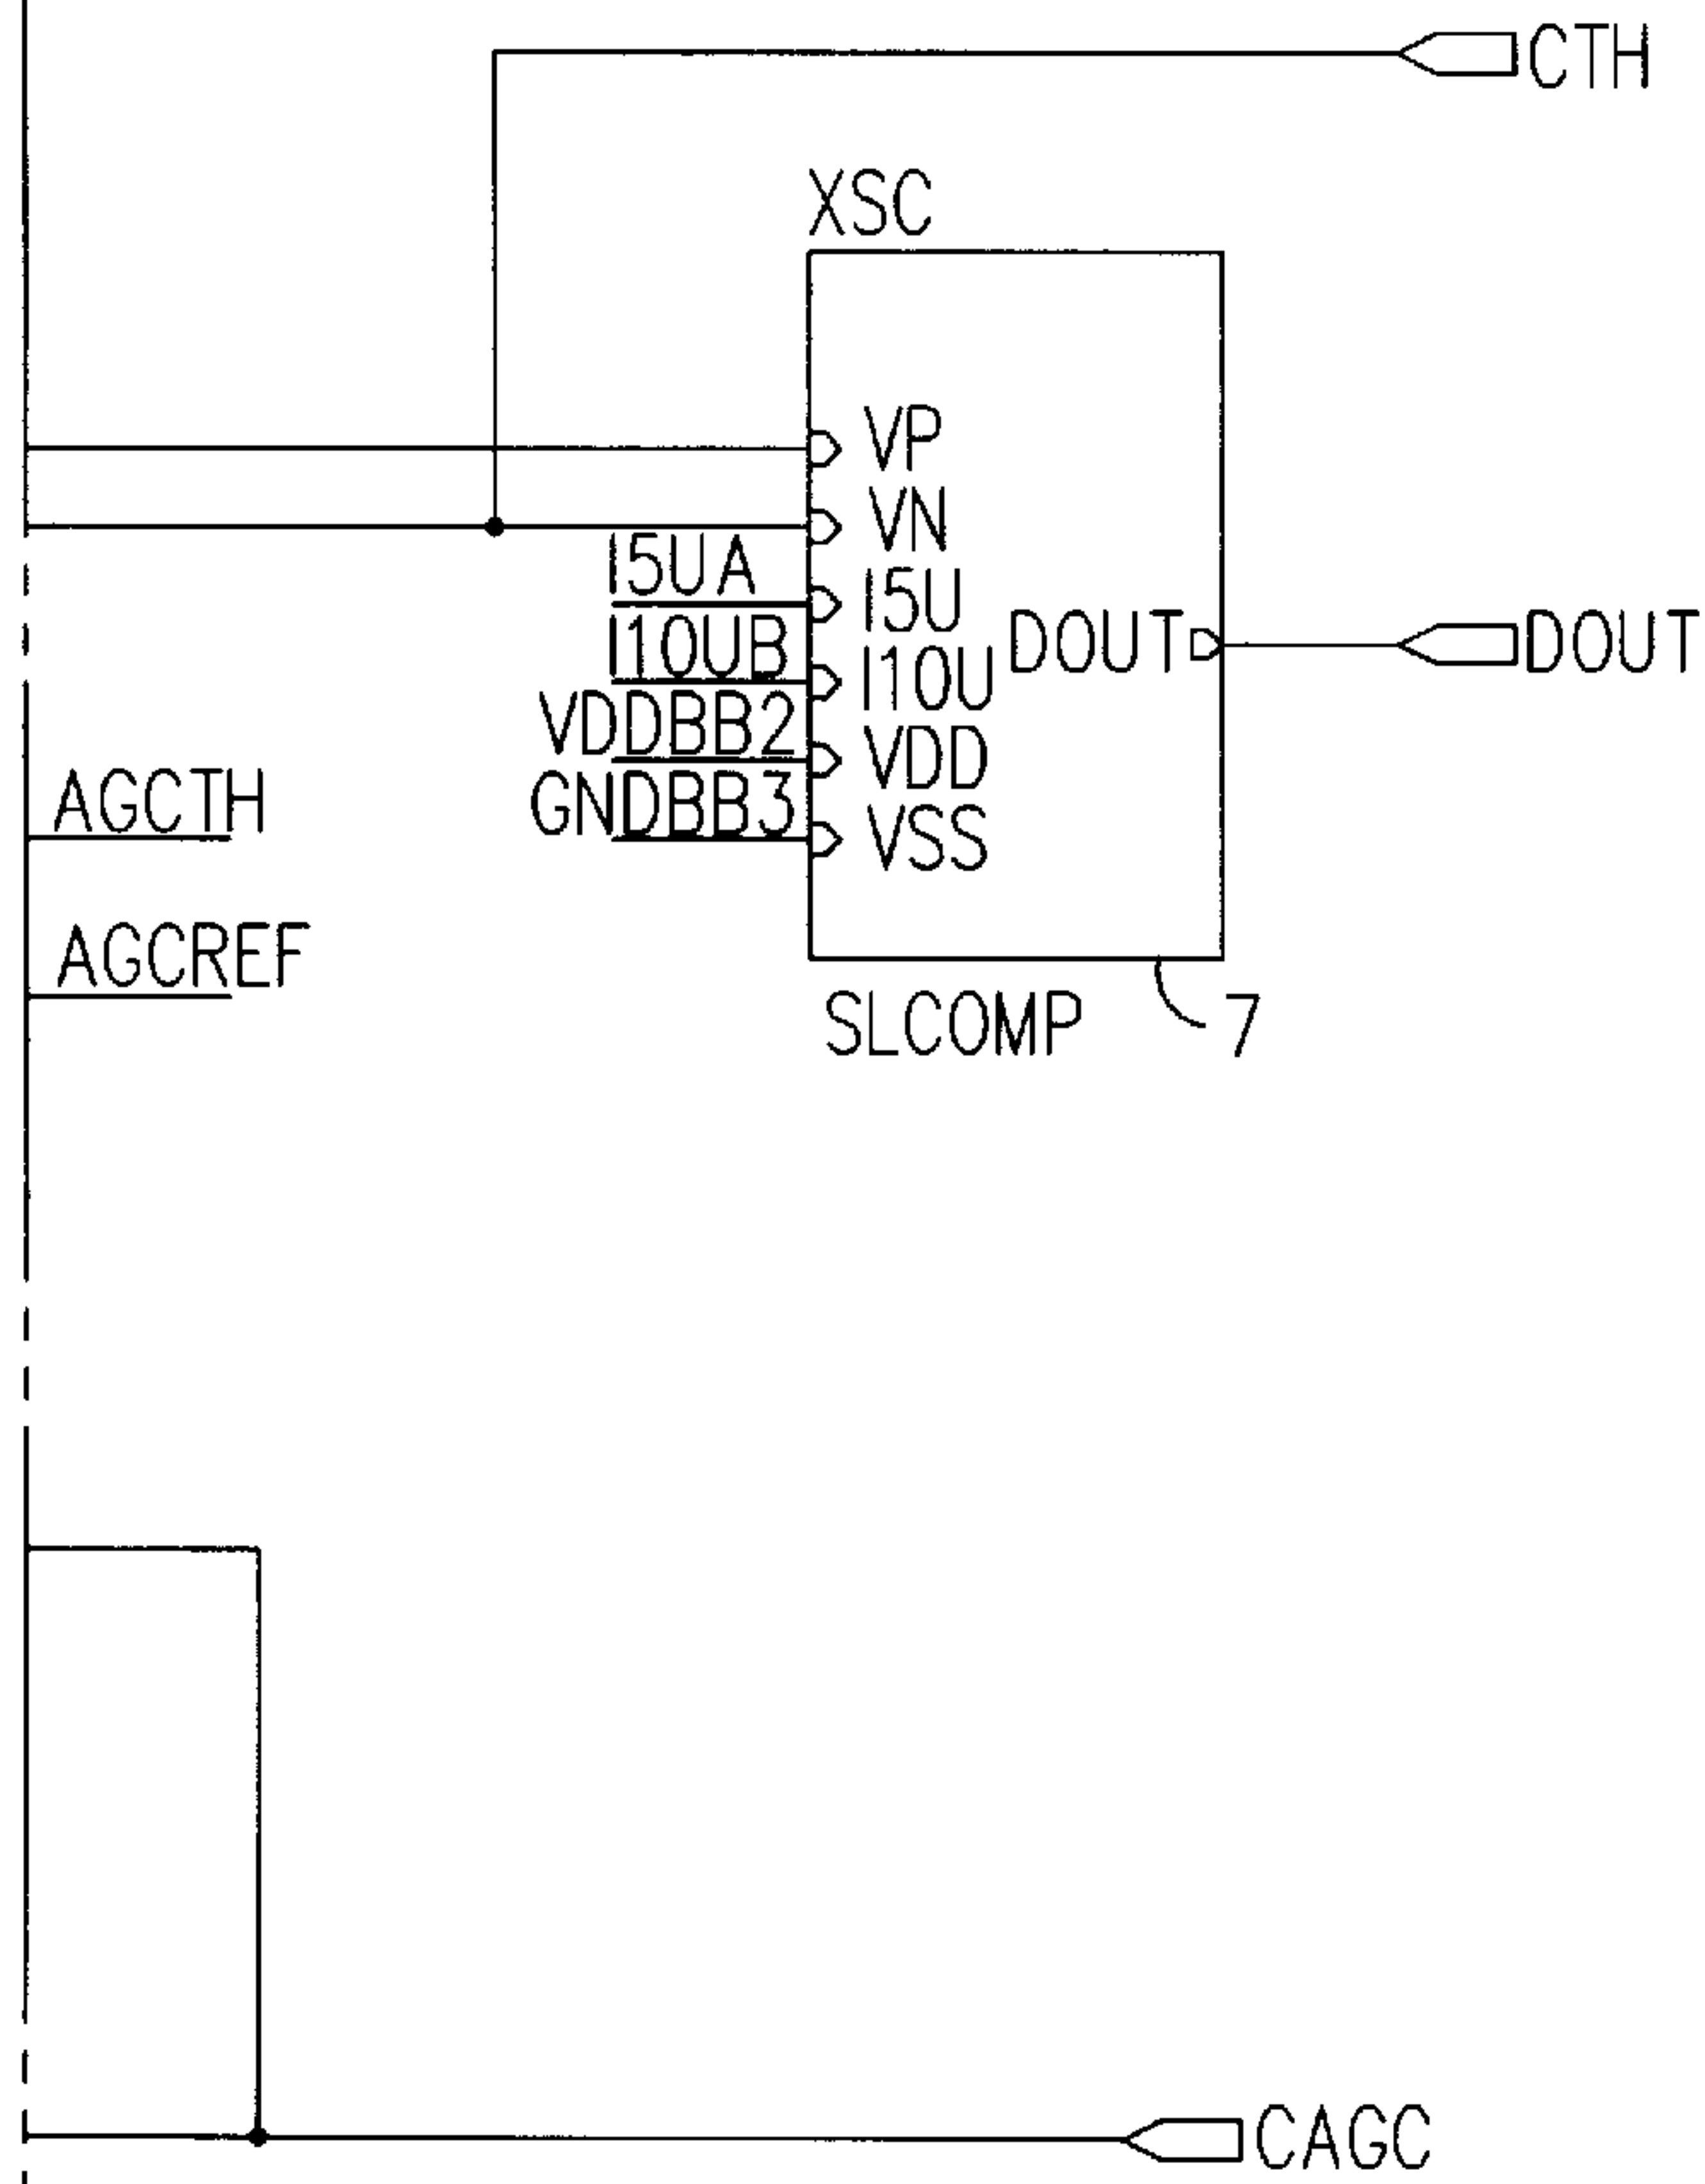 CTH
XSC
VP
VN
I5UA
I5U
I10UB
DOUT
DOUT
I10U
VDDBB2
VDD
AGCTH
GNDBB3
VSS
AGCREF
SLCOMP
7
CAGC